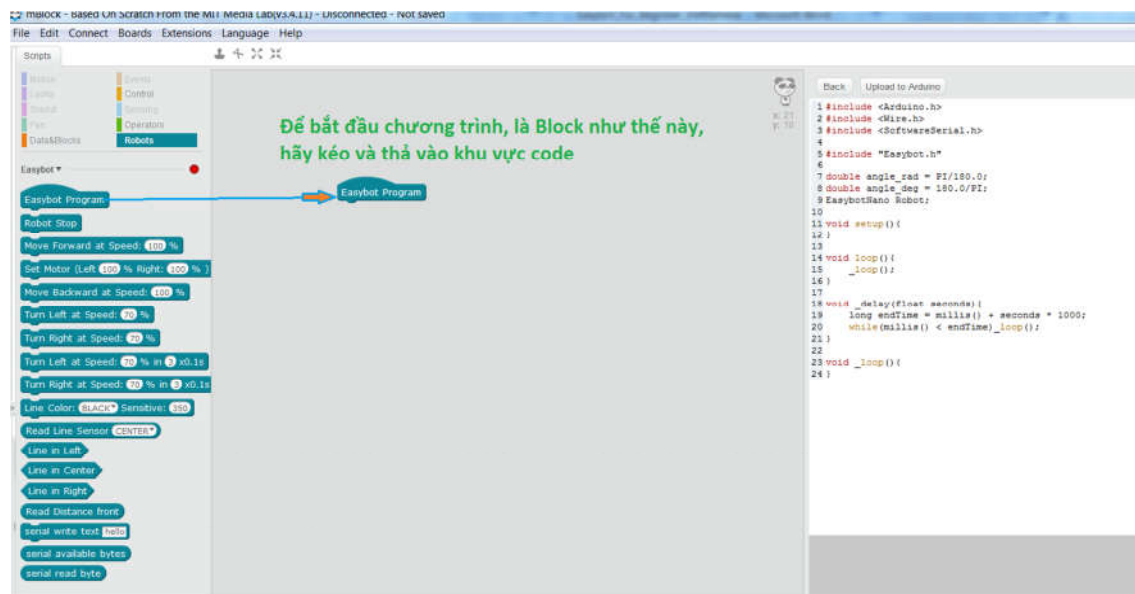 mBlock - Based On Scratch From the MIT Media Lab(v3.4.11) - Disconnected - Not saved
File Edit Connect Boards Extensions Language Help
Scripts
Motion
Events
Looks
Control
Sound
Sensing
Pen
Operators
Data&Blocks
Robots
Easybot
Easybot Program
Robot Stop
Move Forward at Speed: 100 %
Set Motor (Left 100 % Right: 100 % )
Move Backward at Speed: 100 %
Turn Left at Speed: 70 %
Turn Right at Speed: 70 %
Turn Left at Speed: 70 % in 3 x0.1s
Turn Right at Speed: 70 % in 3 x0.1s
Line Color: BLACK Sensitive: 350
Read Line Sensor CENTER
Line in Left
Line in Center
Line in Right
Read Distance front
serial write text hello
serial available bytes
serial read byte
Để bắt đầu chương trình, là Block như thế này,
hãy kéo và thả vào khu vực code
Easybot Program
x: 21
Back Upload to Arduino
1 #include <Arduino.h>
2 #include <Wire.h>
3 #include <SoftwareSerial.h>
4
5 #include "Easybot.h"
6
7 double angle_rad = PI/180.0;
8 double angle_deg = 180.0/PI;
9 EasybotNano Robot;
10
11 void setup(){
12 }
13
14 void loop(){
15 _loop();
16 }
17
18 void _delay(float seconds){
19 long endTime = millis() + seconds * 1000;
20 while(millis() < endTime)_loop();
21 }
22
23 void _loop(){
24 }